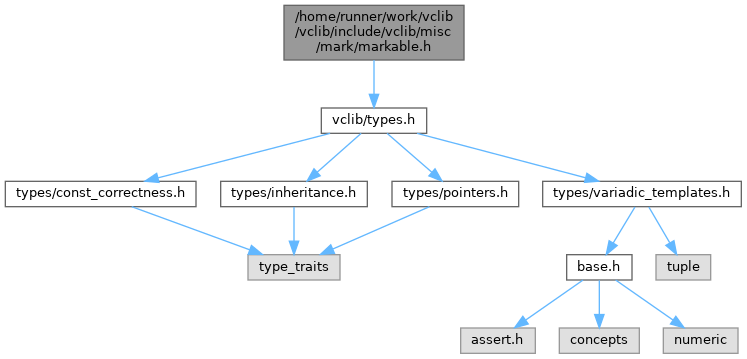 /home/runner/work/vclib
/vclib/include/vclib/misc
/mark/markable.h
vclib/types.h
types/const_correctness.h
types/inheritance.h
types/pointers.h
types/variadic_templates.h
type_traits
base.h
tuple
assert.h
concepts
numeric